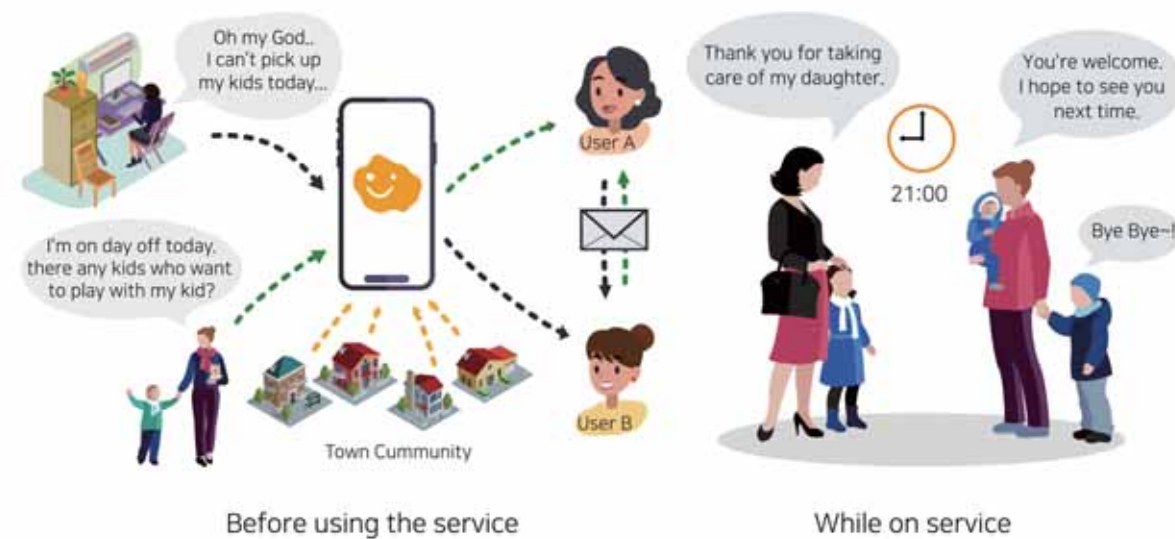 Oh my God..
I can't pick up
my kids today...
Thank you for taking
care of my daughter.
You're welcome.
I hope to see you
next time.
User A
21:00
I'm on day off today.
there any kids who want
to play with my kid?
Bye Bye~!
User B
Town Cummunity
Before using the service
While on service